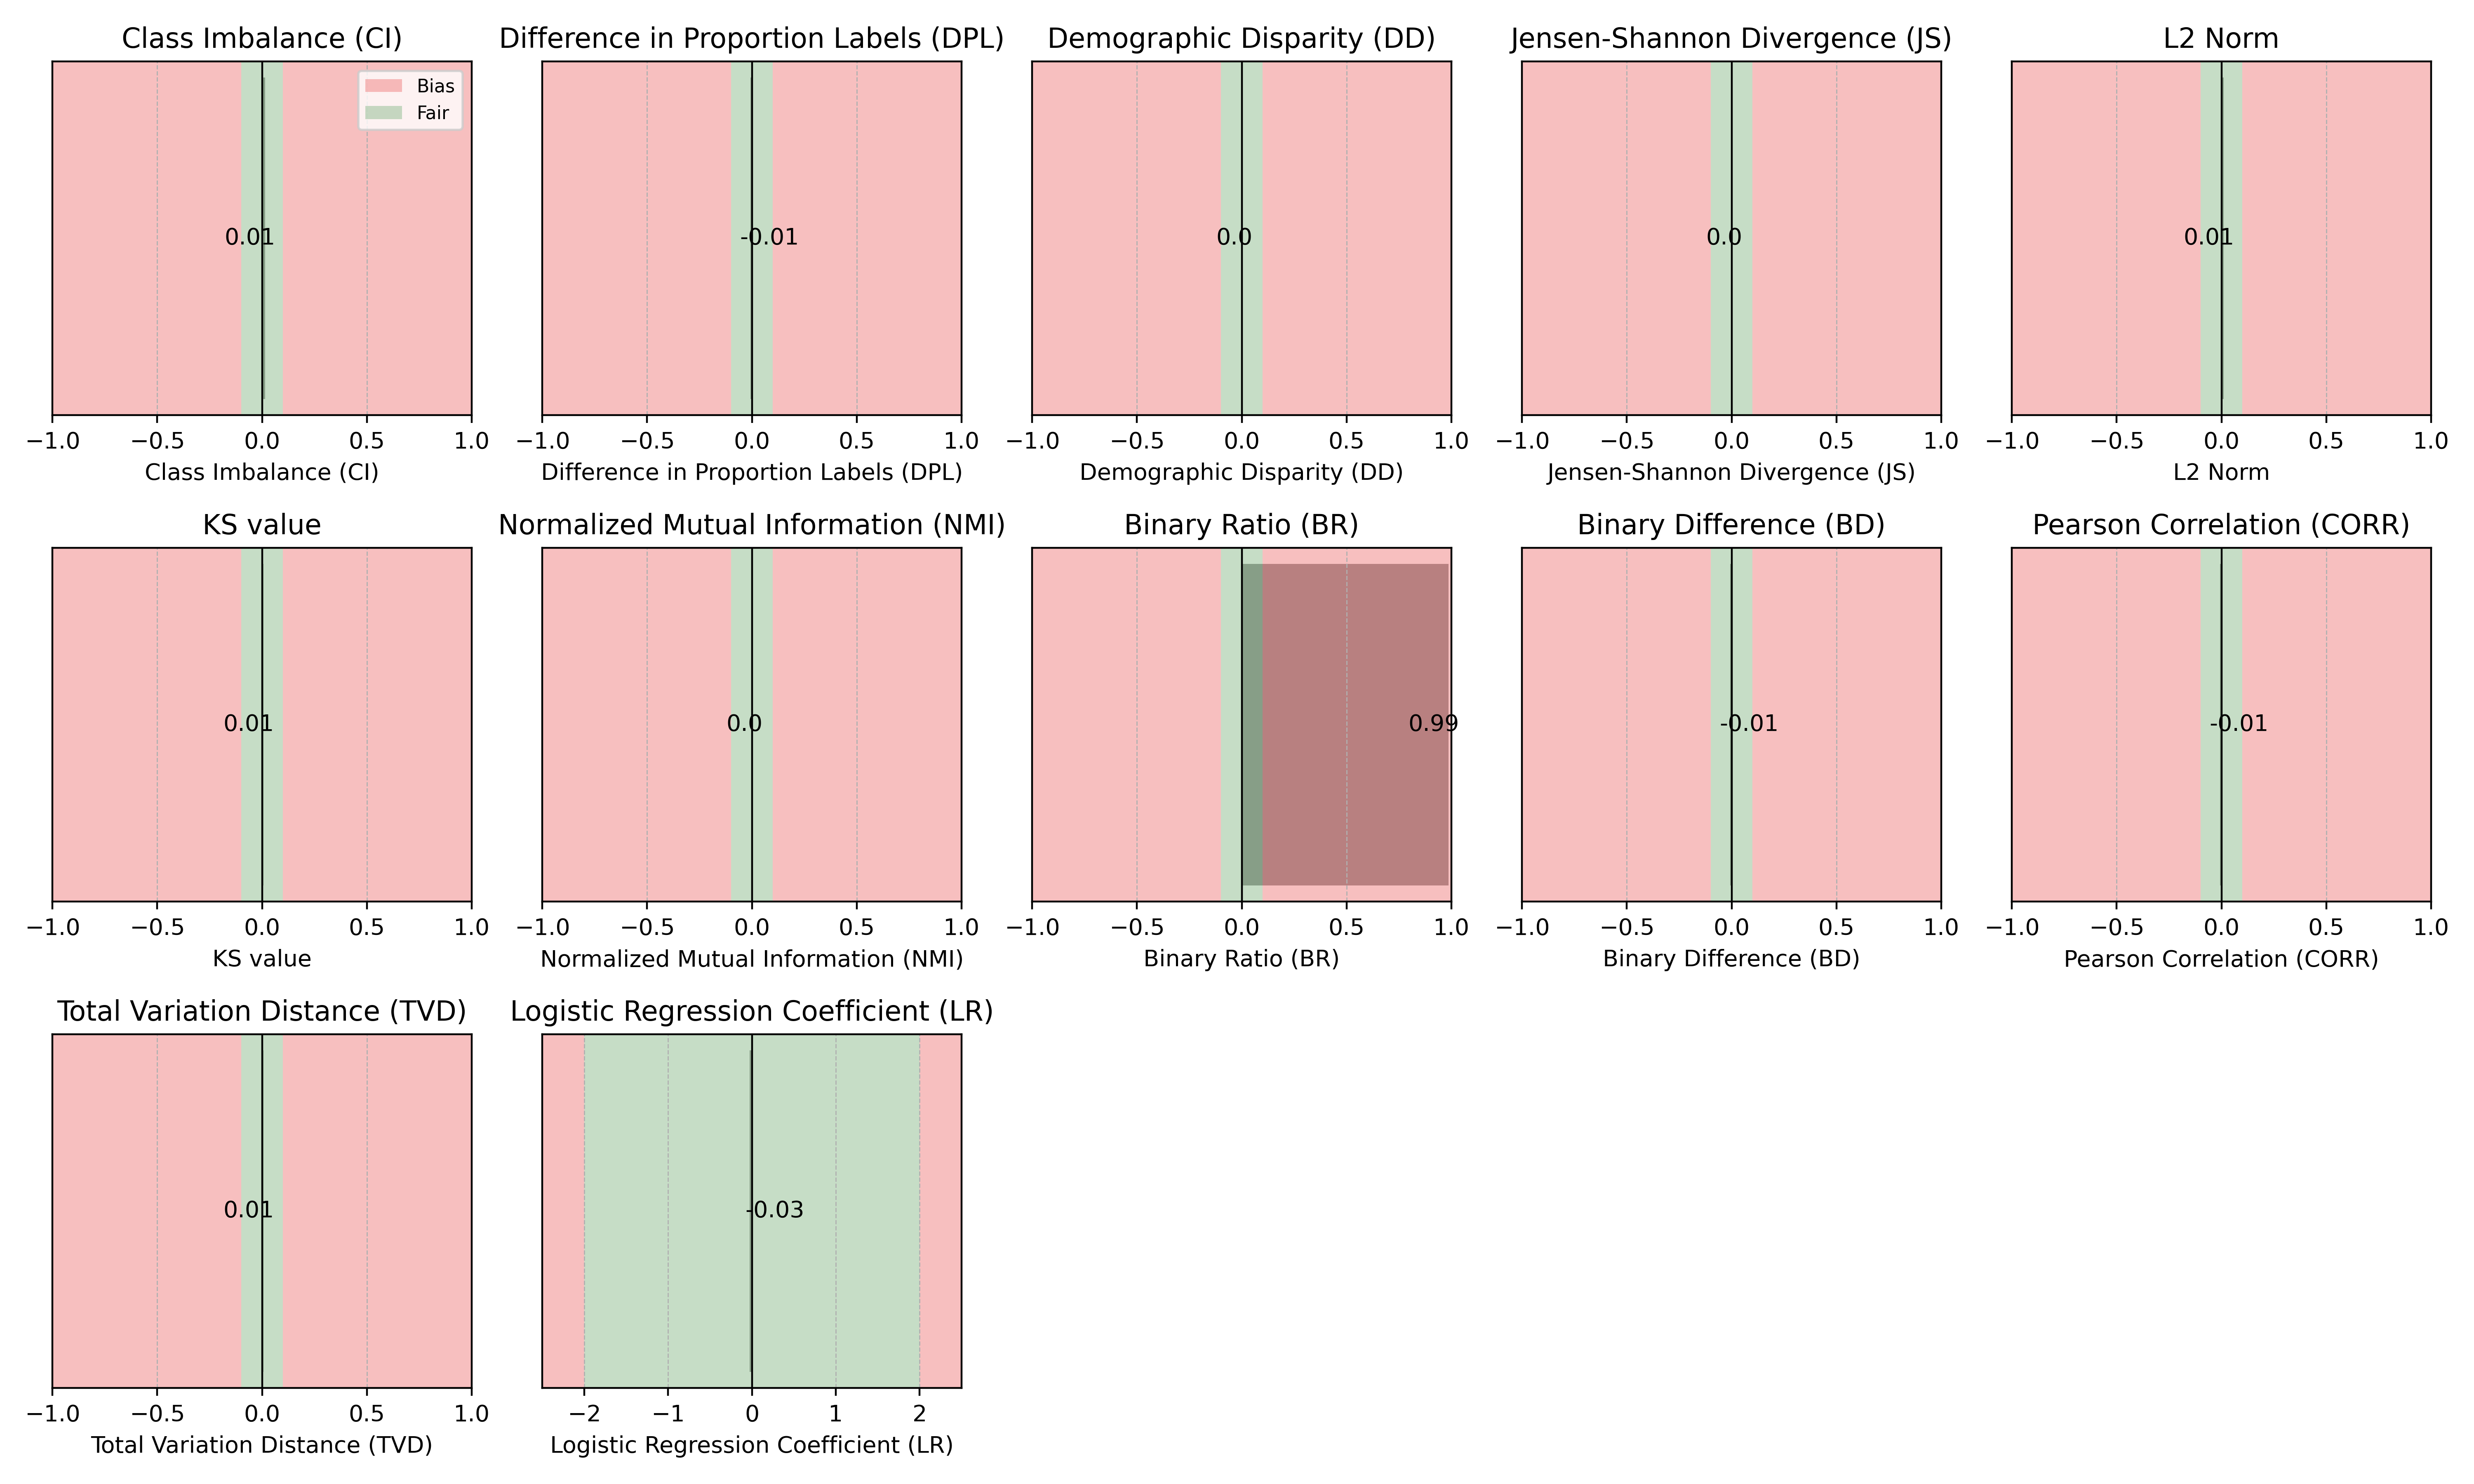 Class Imbalance (CI)
Bias
Fair
0.01
−1.0 −0.5 0.0 0.5 1.0
Class Imbalance (CI)
Difference in Proportion Labels (DPL)
-0.01
−1.0 −0.5 0.0 0.5 1.0
Difference in Proportion Labels (DPL)
Demographic Disparity (DD)
0.0
−1.0 −0.5 0.0 0.5 1.0
Demographic Disparity (DD)
Jensen-Shannon Divergence (JS)
0.0
−1.0 −0.5 0.0 0.5 1.0
Jensen-Shannon Divergence (JS)
L2 Norm
0.01
−1.0 −0.5 0.0 0.5 1.0
L2 Norm
KS value
0.01
−1.0 −0.5 0.0 0.5 1.0
KS value
Normalized Mutual Information (NMI)
0.0
−1.0 −0.5 0.0 0.5 1.0
Normalized Mutual Information (NMI)
Binary Ratio (BR)
0.99
−1.0 −0.5 0.0 0.5 1.0
Binary Ratio (BR)
Binary Difference (BD)
-0.01
−1.0 −0.5 0.0 0.5 1.0
Binary Difference (BD)
Pearson Correlation (CORR)
-0.01
−1.0 −0.5 0.0 0.5 1.0
Pearson Correlation (CORR)
Total Variation Distance (TVD)
0.01
−1.0 −0.5 0.0 0.5 1.0
Total Variation Distance (TVD)
Logistic Regression Coefficient (LR)
-0.03
−2 −1 0 1 2
Logistic Regression Coefficient (LR)